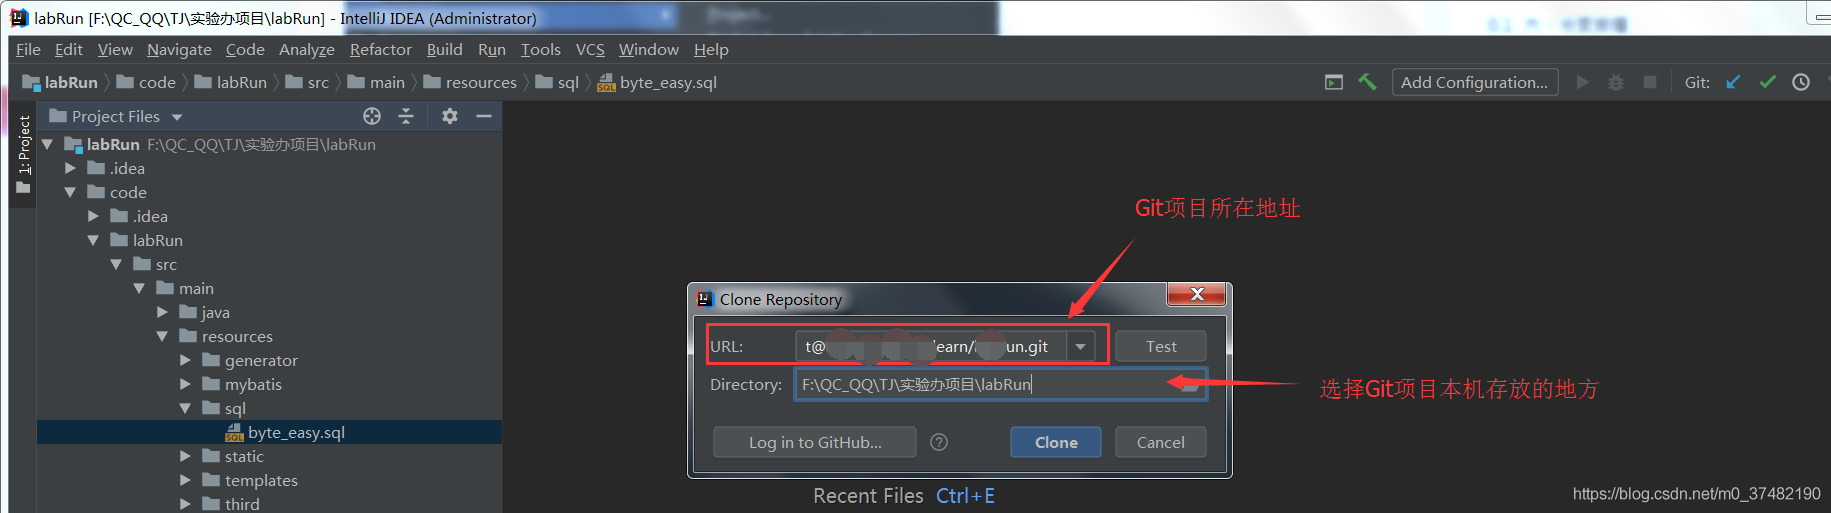 labRun [F:\QC_QQ\TJ\实验办项目\labRun] - IntelliJ IDEA (Administrator)
File Edit View Navigate Code Analyze Refactor Build Run Tools VCS Window Help
labRun code labRun src main resources sql byte_easy.sql Add Configuration... Git:
1: Project
Project Files
labRun F:\QC_QQ\TJ\实验办项目\labRun
.idea
code
.idea
labRun
src
main
java
resources
generator
mybatis
sql
byte_easy.sql
static
templates
third
Git项目所在地址
Clone Repository
URL: t@ learn/ un.git Test
Directory: F:\QC_QQ\TJ\实验办项目\labRun
选择Git项目本机存放的地方
Log in to GitHub... ? Clone Cancel
Recent Files Ctrl+E
https://blog.csdn.net/m0_37482190